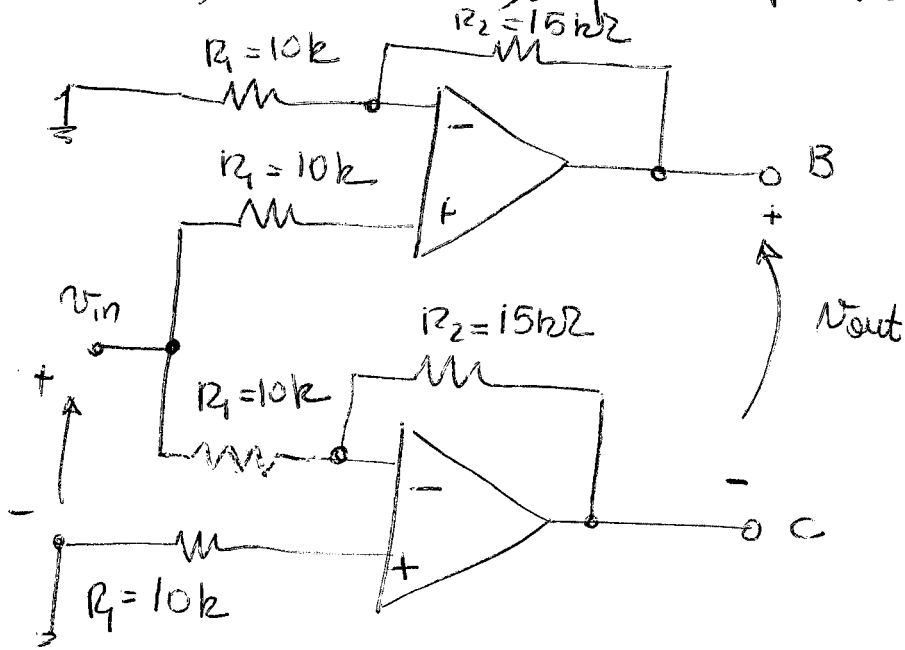 R₂ = 15kΩ
R₁ = 10k
−
R₁ = 10k
+
B
+
vin
R₂ = 15kΩ
vout
+
R₁ = 10k
−
−
−
C
+
R₁ = 10k